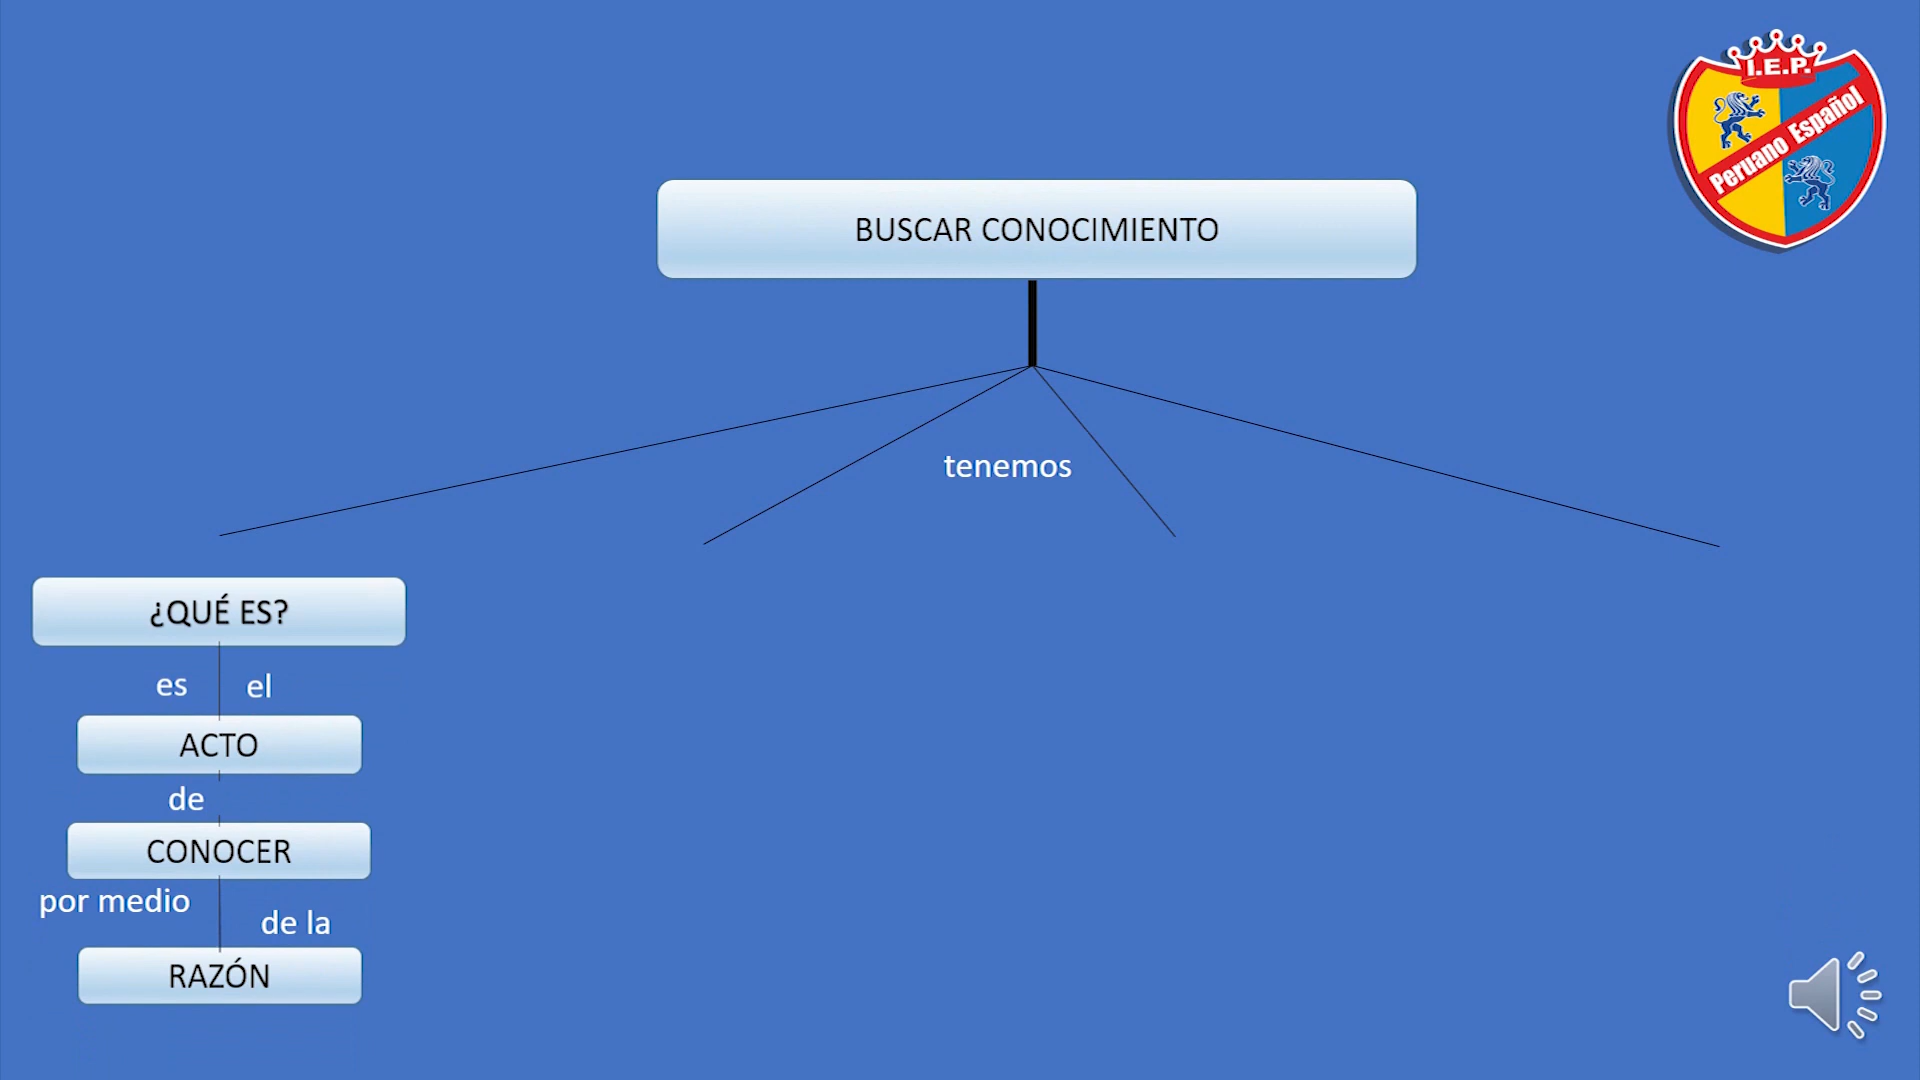 I.E.P.
Peruano Español
BUSCAR CONOCIMIENTO
tenemos
¿QUÉ ES?
es el
ACTO
de
CONOCER
por medio
de la
RAZÓN